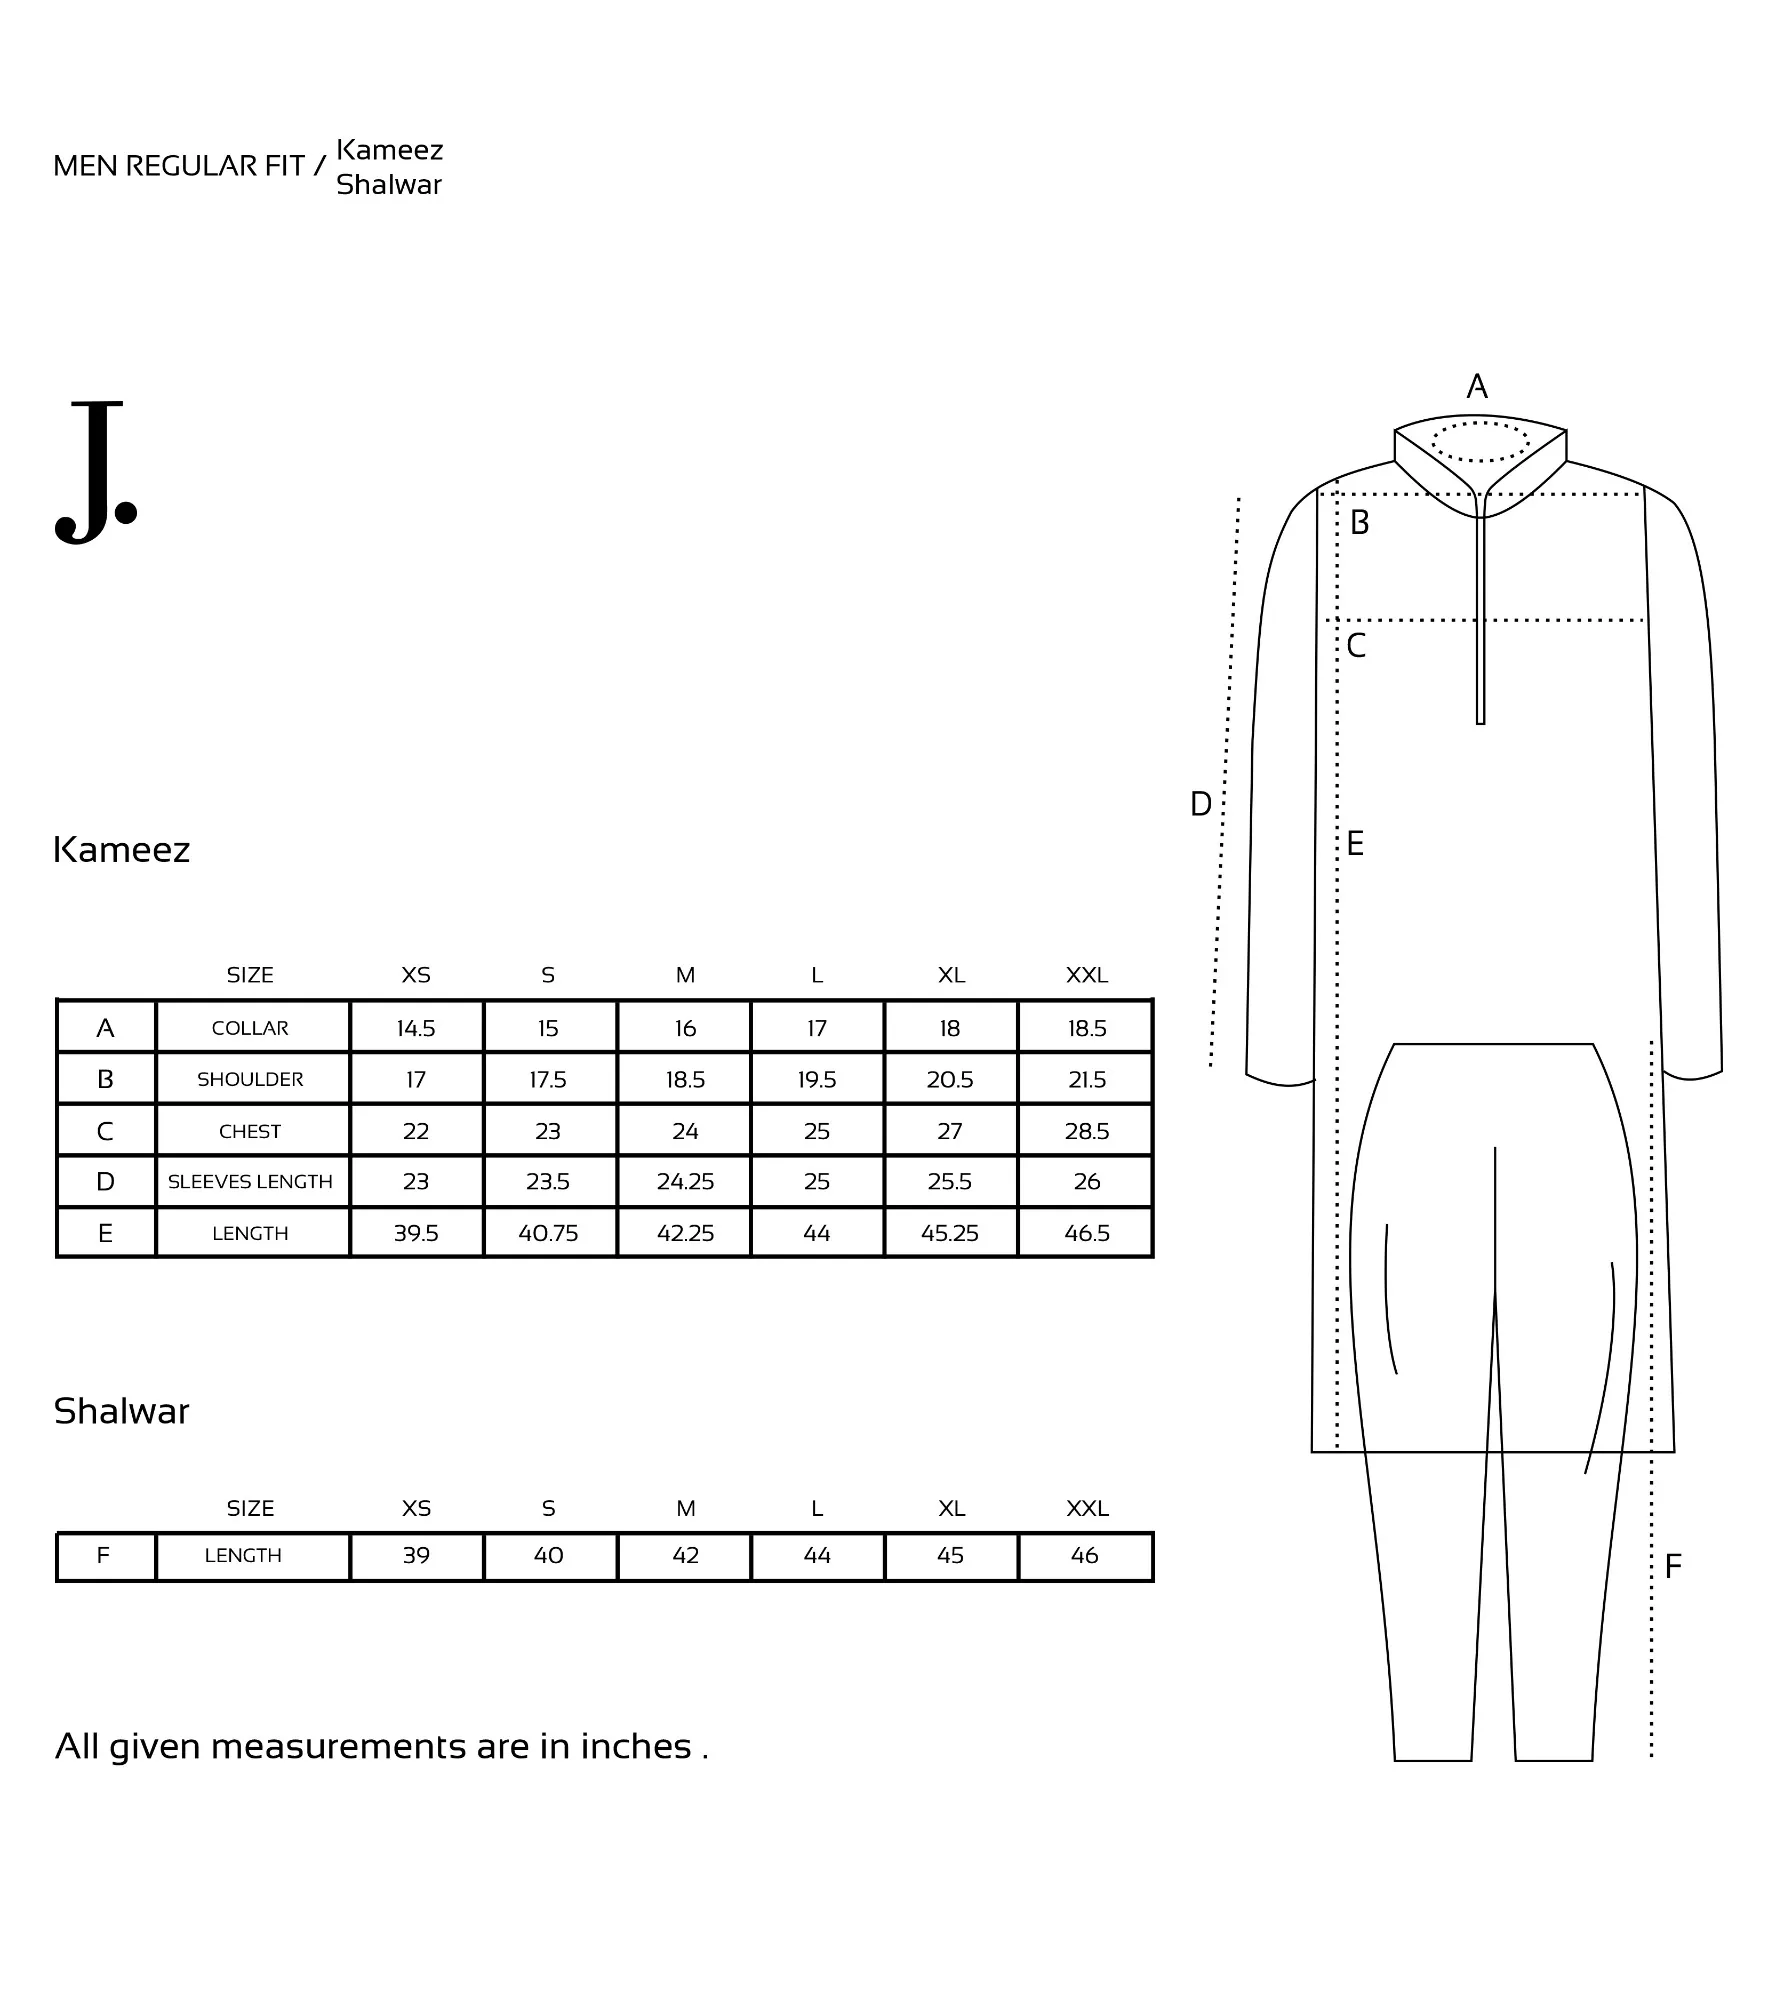 MEN REGULAR FIT / Kameez
Shalwar
J.
A
B
C
D
E
F
Kameez
SIZE XS S M L XL XXL
A COLLAR 14.5 15 16 17 18 18.5
B SHOULDER 17 17.5 18.5 19.5 20.5 21.5
C CHEST 22 23 24 25 27 28.5
D SLEEVES LENGTH 23 23.5 24.25 25 25.5 26
E LENGTH 39.5 40.75 42.25 44 45.25 46.5
Shalwar
SIZE XS S M L XL XXL
F LENGTH 39 40 42 44 45 46
All given measurements are in inches .